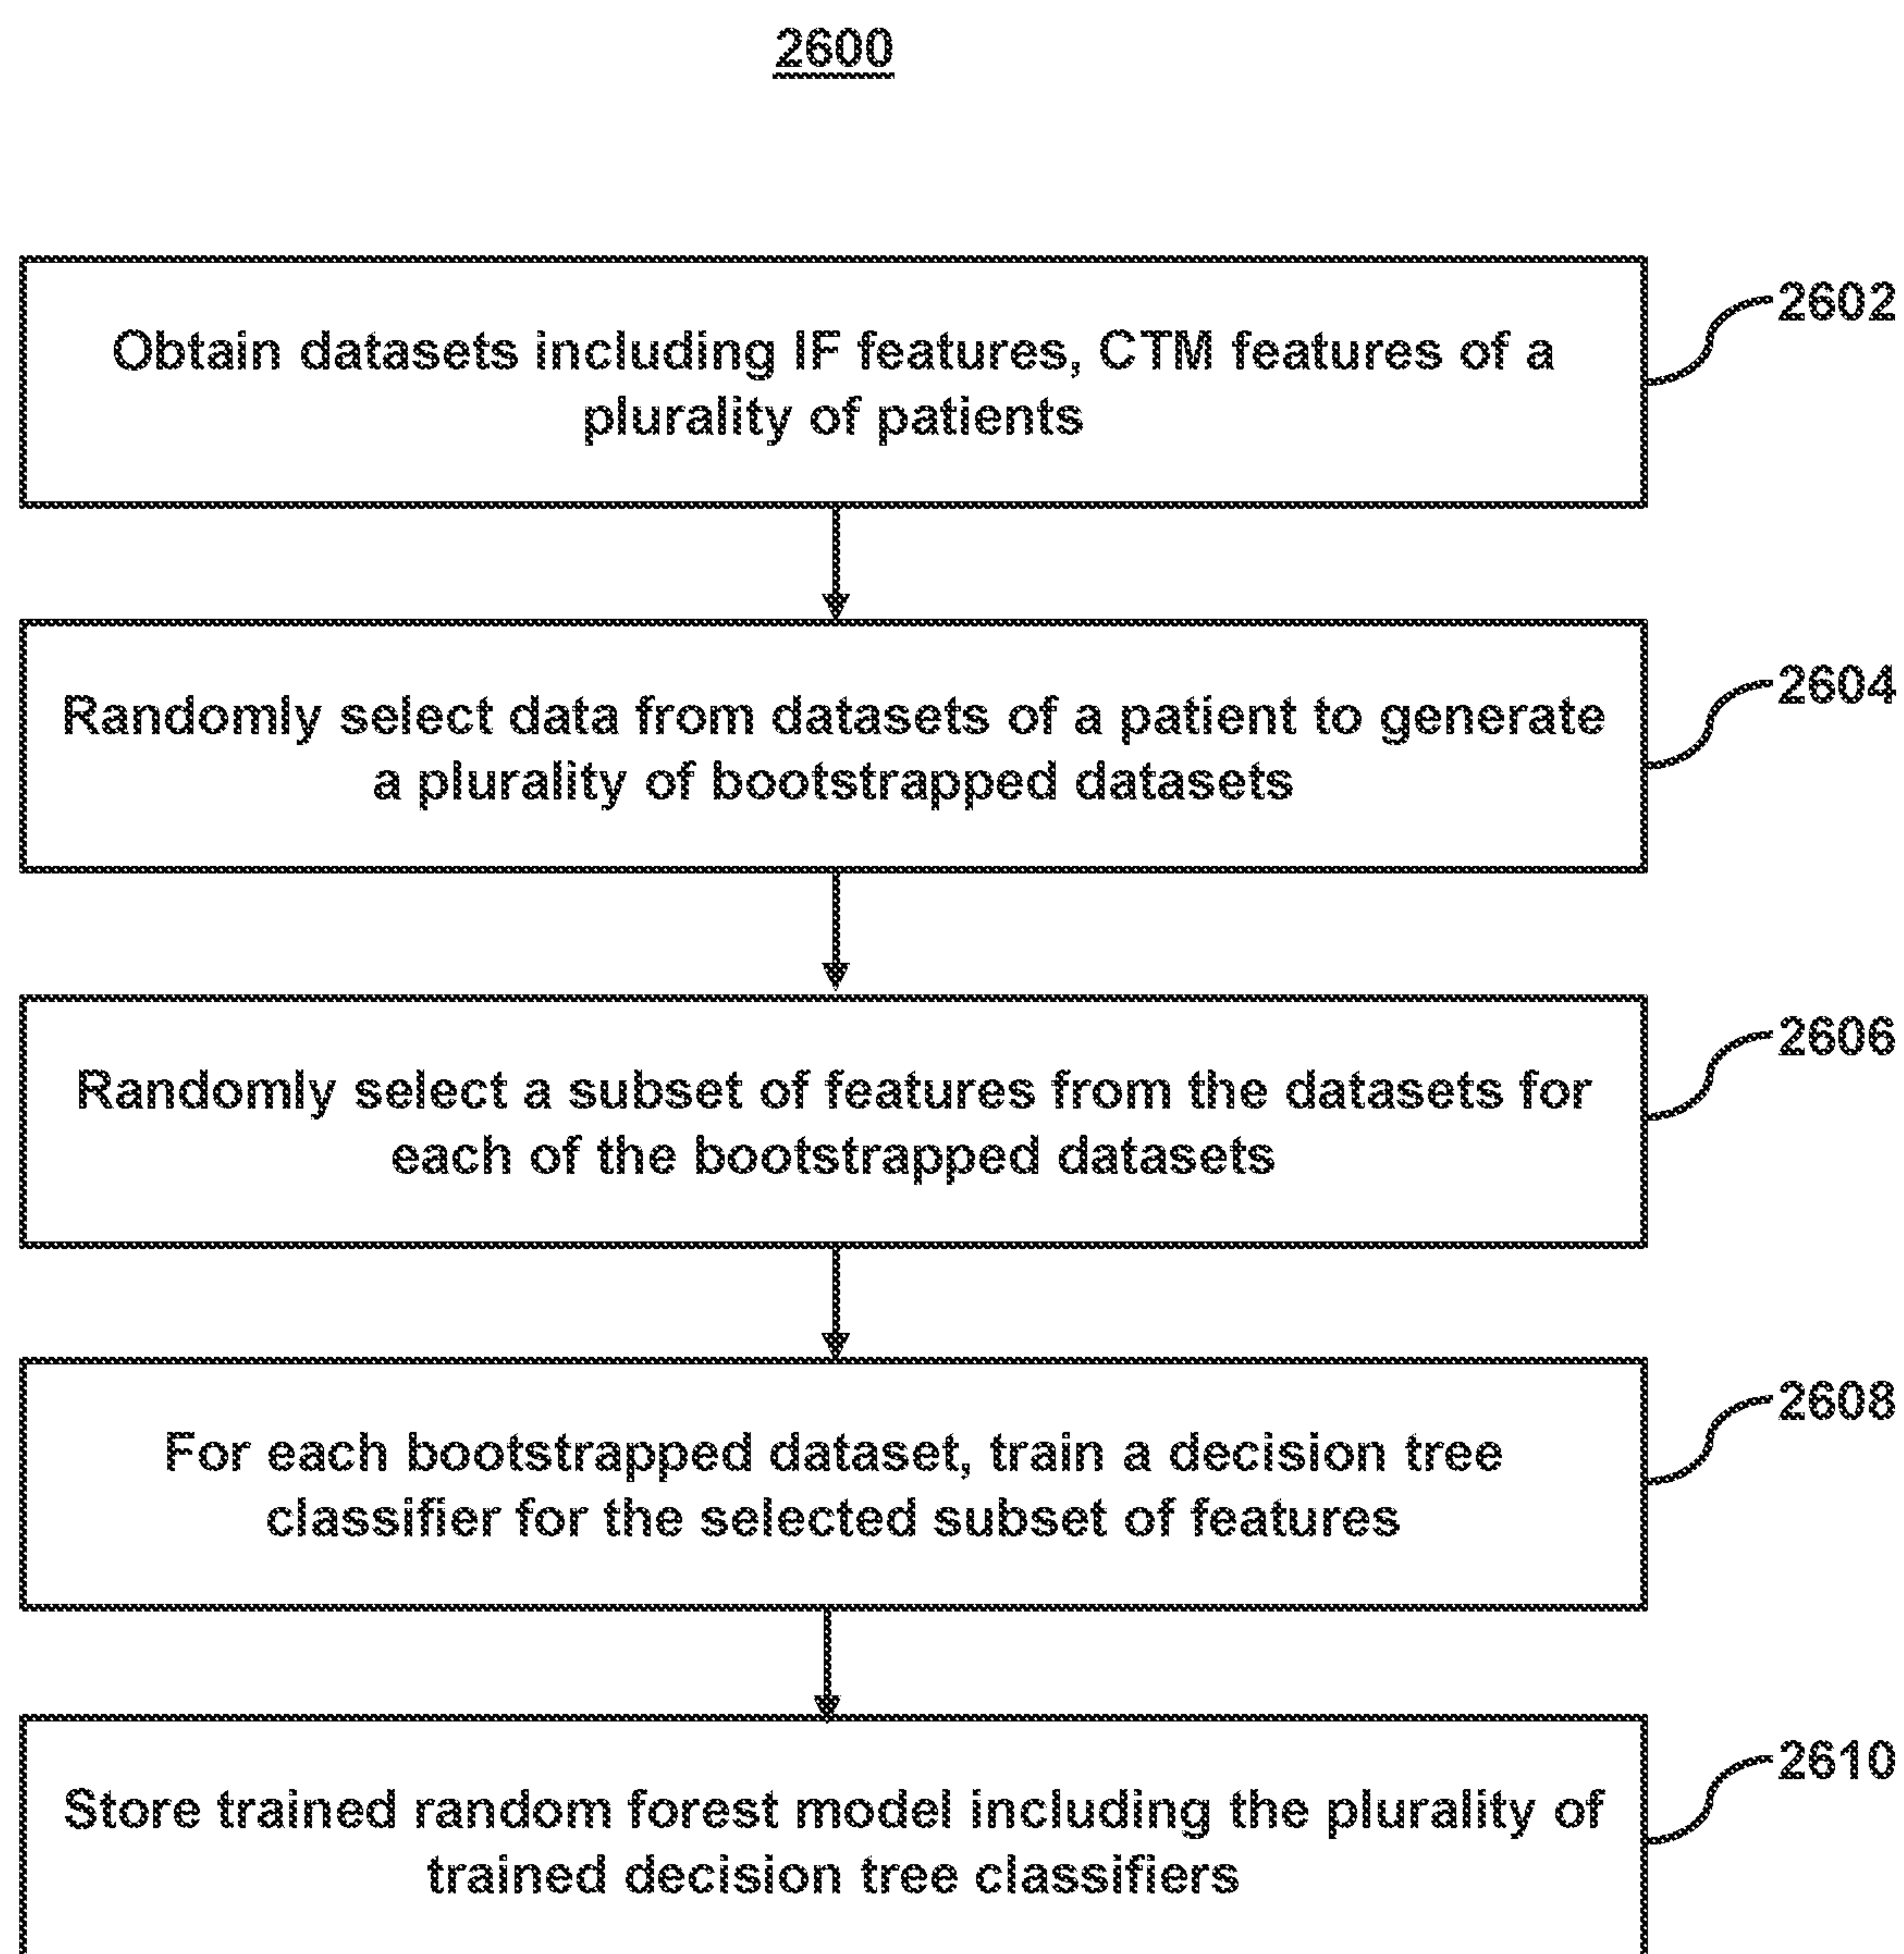 2600
Obtain datasets including IF features, CTM features of a
plurality of patients
2602
Randomly select data from datasets of a patient to generate
a plurality of bootstrapped datasets
2604
Randomly select a subset of features from the datasets for
each of the bootstrapped datasets
2606
For each bootstrapped dataset, train a decision tree
classifier for the selected subset of features
2608
Store trained random forest model including the plurality of
trained decision tree classifiers
2610